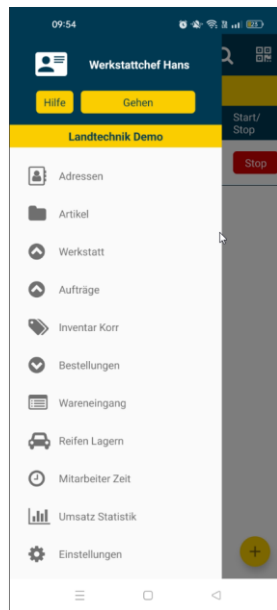 09:54
Werkstattchef Hans
Hilfe
Gehen
Landtechnik Demo
Start/
Stop
Stop
Adressen
Artikel
Werkstatt
Aufträge
Inventar Korr
Bestellungen
Wareneingang
Reifen Lagern
Mitarbeiter Zeit
Umsatz Statistik
Einstellungen